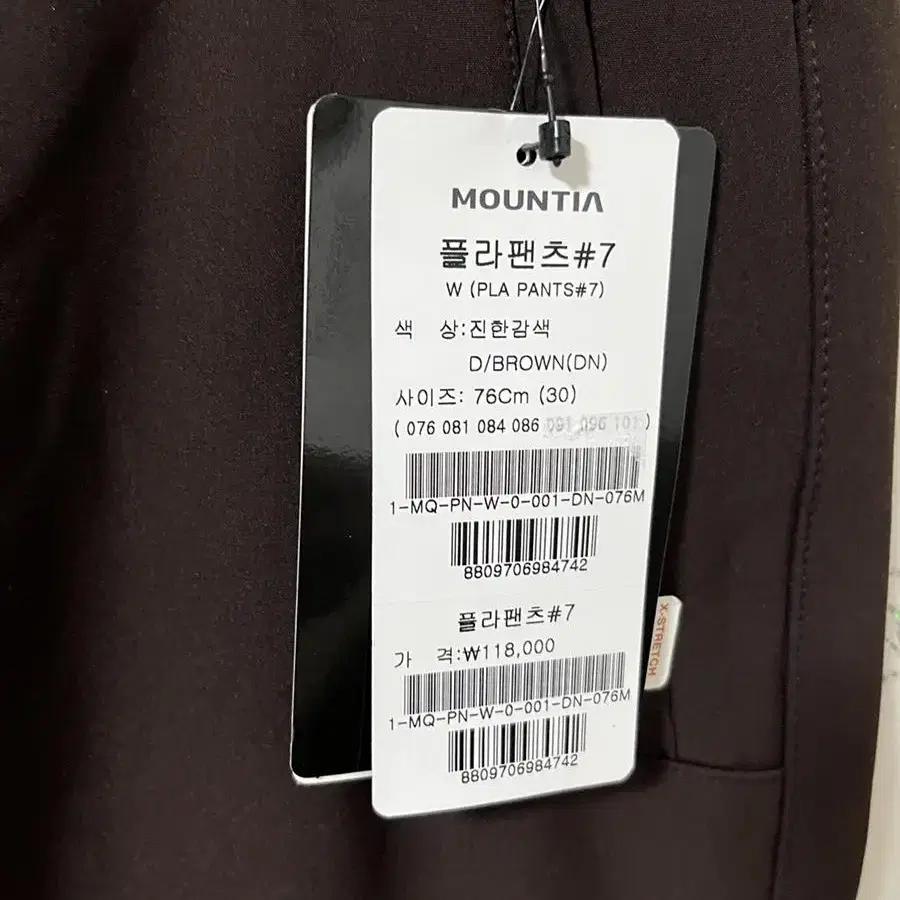 MOUNTIA
플라팬츠#7
W (PLA PANTS#7)
색 상:진한감색
D/BROWN(DN)
사이즈: 76Cm (30)
( 076 081 084 086 091 096 101 )
1-MQ-PN-W-0-001-DN-076M
8809706984742
플라팬츠#7
가 격:₩118,000
1-MQ-PN-W-0-001-DN-076M
8809706984742
X-STRETCH